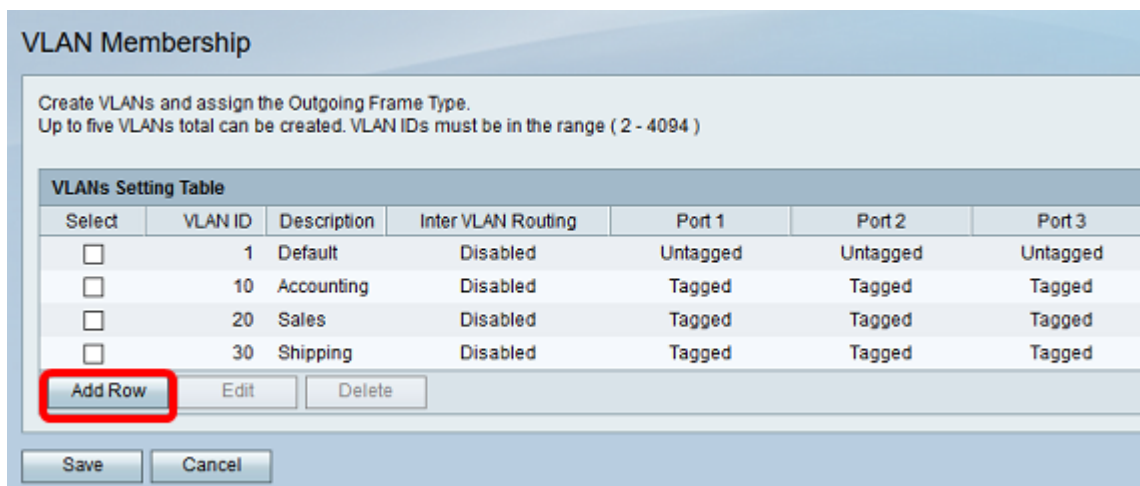 VLAN Membership
Create VLANs and assign the Outgoing Frame Type.
Up to five VLANs total can be created. VLAN IDs must be in the range ( 2 - 4094 )
VLANs Setting Table
Select VLAN ID Description Inter VLAN Routing Port 1 Port 2 Port 3
1 Default Disabled Untagged Untagged Untagged
10 Accounting Disabled Tagged Tagged Tagged
20 Sales Disabled Tagged Tagged Tagged
30 Shipping Disabled Tagged Tagged Tagged
Add Row Edit Delete
Save Cancel